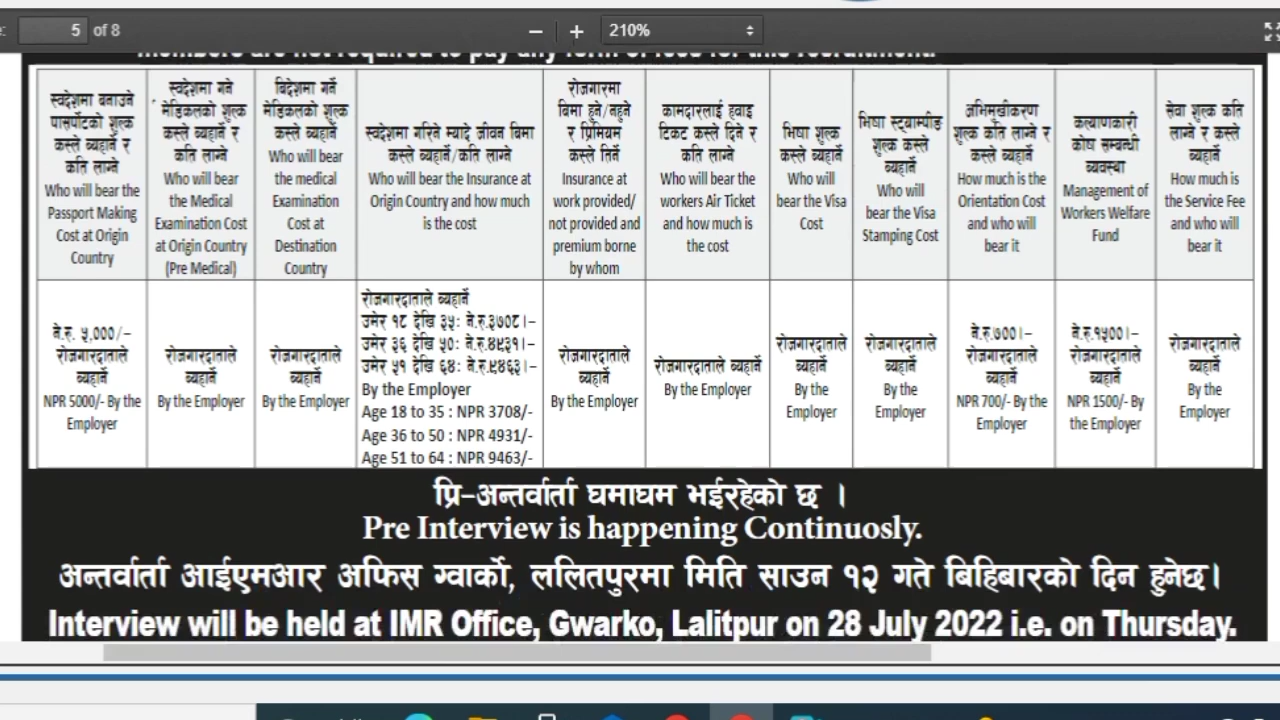 5 of 8
− + 210%
members are not required to pay any form of fees for this recruitment.
स्वदेशमा बनाउने
पासपोर्टको शुल्क
कस्ले ब्यहार्ने र
कति लाग्ने
Who will bear the
Passport Making
Cost at Origin
Country
स्वदेशमा गर्ने
मेडिकलको शुल्क
कस्ले ब्यहार्ने र
कति लाग्ने
Who will bear
the Medical
Examination Cost
at Origin Country
(Pre Medical)
बिदेशमा गर्ने
मेडिकलको शुल्क
कस्ले ब्यहार्ने
Who will bear
the medical
Examination
Cost at
Destination
Country
स्वदेशमा गरिने म्यादे जीवन बिमा
कस्ले ब्यहार्ने/कति लाग्ने
Who will bear the Insurance at
Origin Country and how much
is the cost
रोजगारमा
बिमा हुने/नहुने
र प्रिमियम
कस्ले तिर्ने
Insurance at
work provided/
not provided and
premium borne
by whom
कामदारलाई हवाइ
टिकट कस्ले दिने र
कति लाग्ने
Who will bear the
workers Air Ticket
and how much is
the cost
भिषा शुल्क
कस्ले ब्यहार्ने
Who will
bear the Visa
Cost
भिषा स्ट्याम्पीङ
शुल्क कस्ले
ब्यहार्ने
Who will
bear the Visa
Stamping Cost
अभिमुखीकरण
शुल्क कति लाग्ने र
कस्ले ब्यहार्ने
How much is the
Orientation Cost
and who will
bear it
कल्याणकारी
कोष सम्बन्धी
ब्यवस्था
Management of
Workers Welfare
Fund
सेवा शुल्क कति
लाग्ने र कस्ले
ब्यहार्ने
How much is
the Service Fee
and who will
bear it
ने.रु. ५,000/–
रोजगारदाताले
ब्यहार्ने
NPR 5000/- By the
Employer
रोजगारदाताले
ब्यहार्ने
By the Employer
रोजगारदाताले
ब्यहार्ने
By the Employer
रोजगारदाताले ब्यहार्ने
उमेर १८ देखि ३५: ने.रु.३७०८।–
उमेर ३६ देखि ५०: ने.रु.४९३१।–
उमेर ५१ देखि ६४: ने.रु.९४६३।–
By the Employer
Age 18 to 35 : NPR 3708/-
Age 36 to 50 : NPR 4931/-
Age 51 to 64 : NPR 9463/-
रोजगारदाताले
ब्यहार्ने
By the Employer
रोजगारदाताले ब्यहार्ने
By the Employer
रोजगारदाताले
ब्यहार्ने
By the
Employer
रोजगारदाताले
ब्यहार्ने
By the
Employer
ने.रु.७००।–
रोजगारदाताले
ब्यहार्ने
NPR 700/- By the
Employer
ने.रु.१५००।–
रोजगारदाताले
ब्यहार्ने
NPR 1500/- By
the Employer
रोजगारदाताले
ब्यहार्ने
By the
Employer
प्रि–अन्तर्वार्ता घमाघम भईरहेको छ ।
Pre Interview is happening Continuosly.
अन्तर्वार्ता आईएमआर अफिस ग्वार्को, ललितपुरमा मिति साउन १२ गते बिहिबारको दिन हुनेछ।
Interview will be held at IMR Office, Gwarko, Lalitpur on 28 July 2022 i.e. on Thursday.